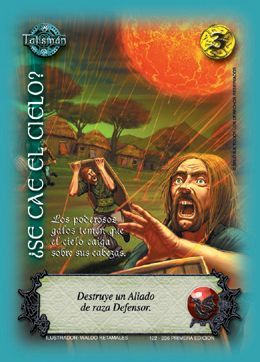 Talismán
3
¿SE CAE EL CIELO?
Los poderosos
galos temen que
el cielo caiga
sobre sus cabezas.
Destruye un Aliado
de raza Defensor.
ILUSTRADOR: WALDO RETAMALES
PRIMERA EDICIÓN